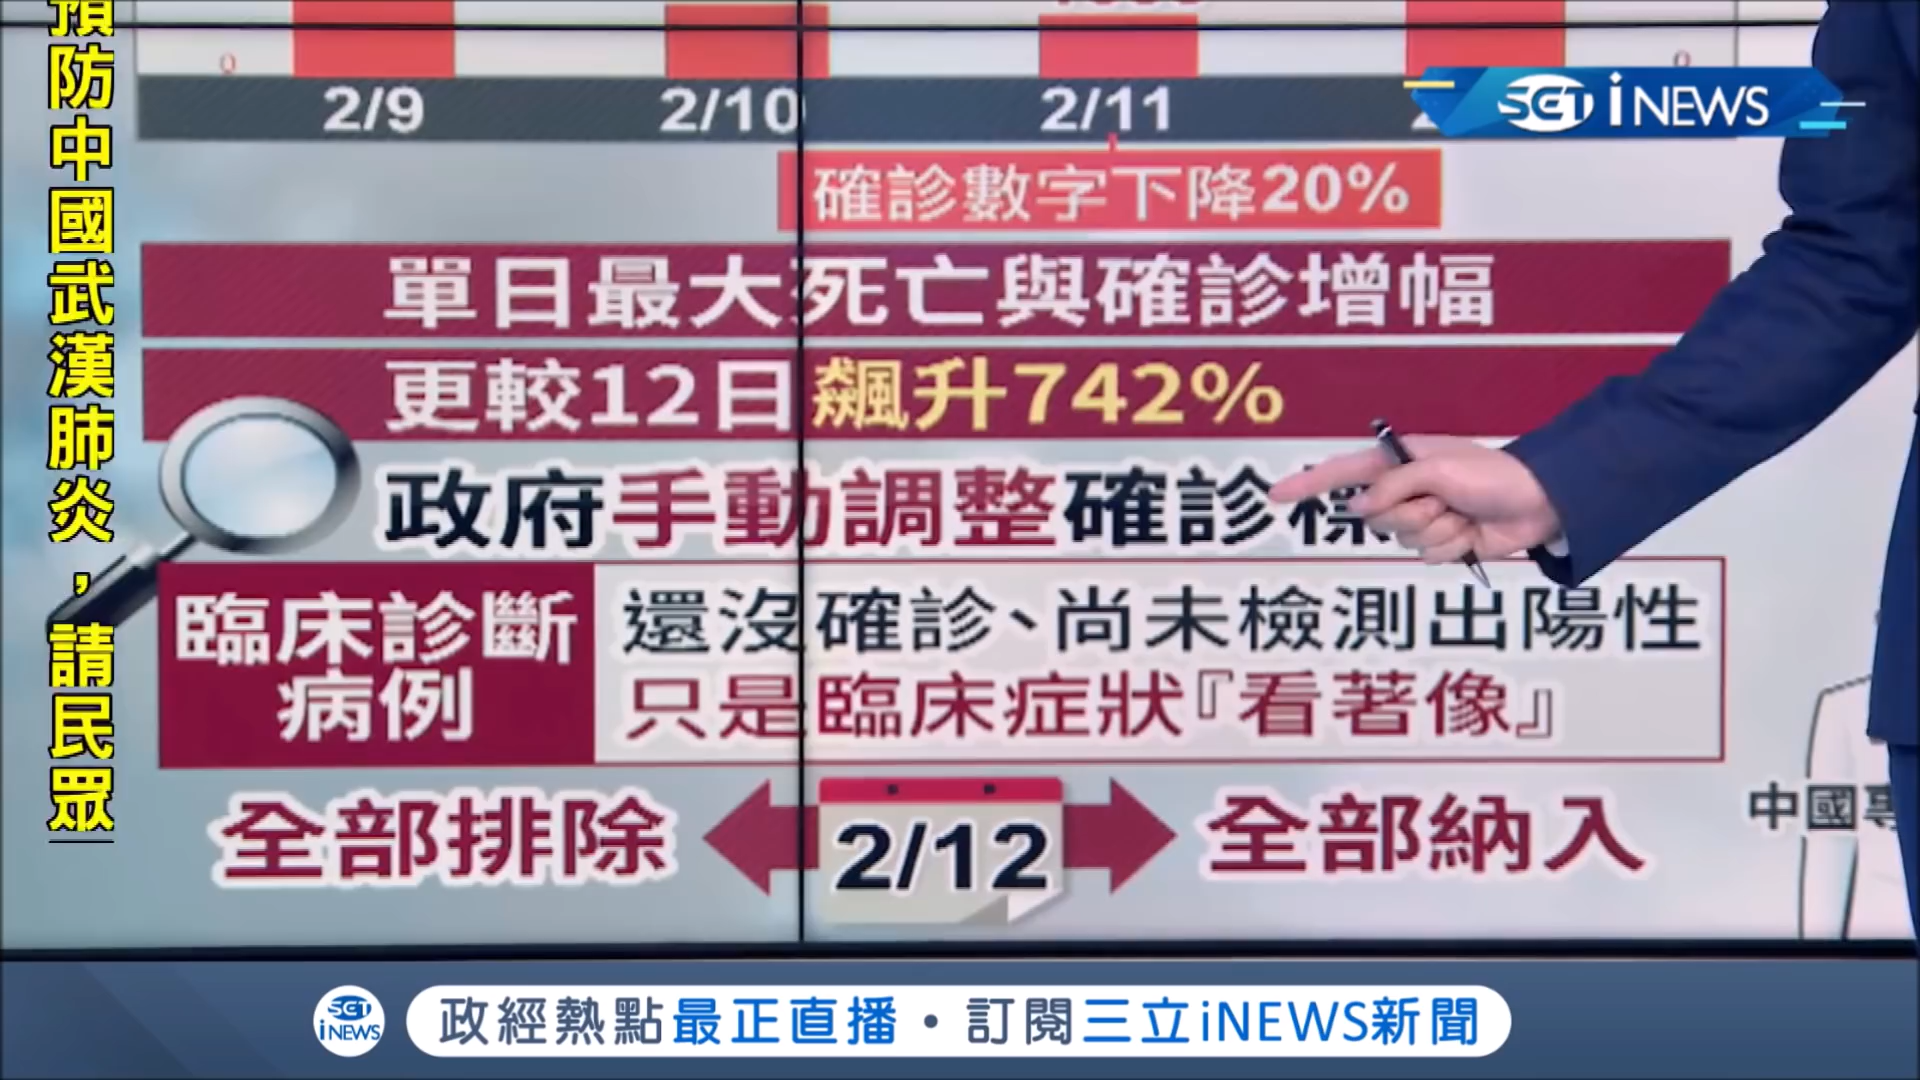 預防中國武漢肺炎，請民眾
0
0
2/9
2/10
2/11
SET iNEWS
確診數字下降20%
單日最大死亡與確診增幅
更較12日飆升742%
政府手動調整確診標
臨床診斷
病例
還沒確診、尚未檢測出陽性
只是臨床症狀『看著像』
全部排除
2/12
全部納入
中國專
SET
iNEWS
政經熱點最正直播・訂閱三立iNEWS新聞